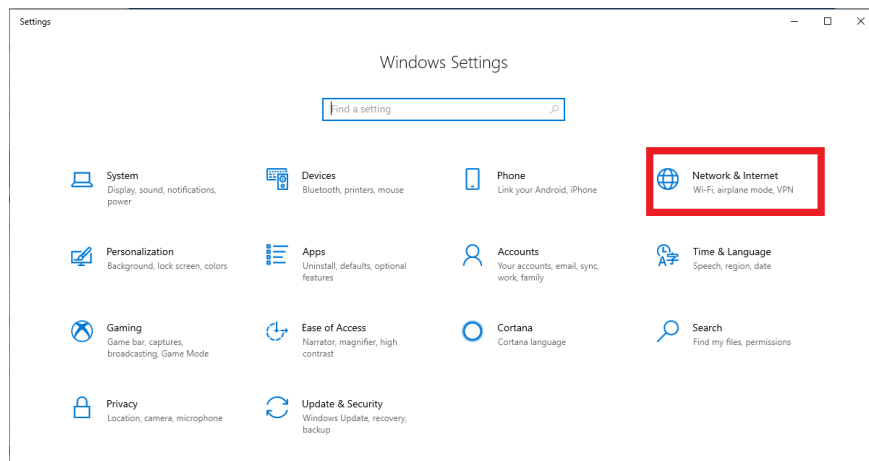 Settings
Windows Settings
Find a setting
System
Display, sound, notifications,
power
Devices
Bluetooth, printers, mouse
Phone
Link your Android, iPhone
Network & Internet
Wi-Fi, airplane mode, VPN
Personalization
Background, lock screen, colors
Apps
Uninstall, defaults, optional
features
Accounts
Your accounts, email, sync,
work, family
Time & Language
Speech, region, date
Gaming
Game bar, captures,
broadcasting, Game Mode
Ease of Access
Narrator, magnifier, high
contrast
Cortana
Cortana language
Search
Find my files, permissions
Privacy
Location, camera, microphone
Update & Security
Windows Update, recovery,
backup